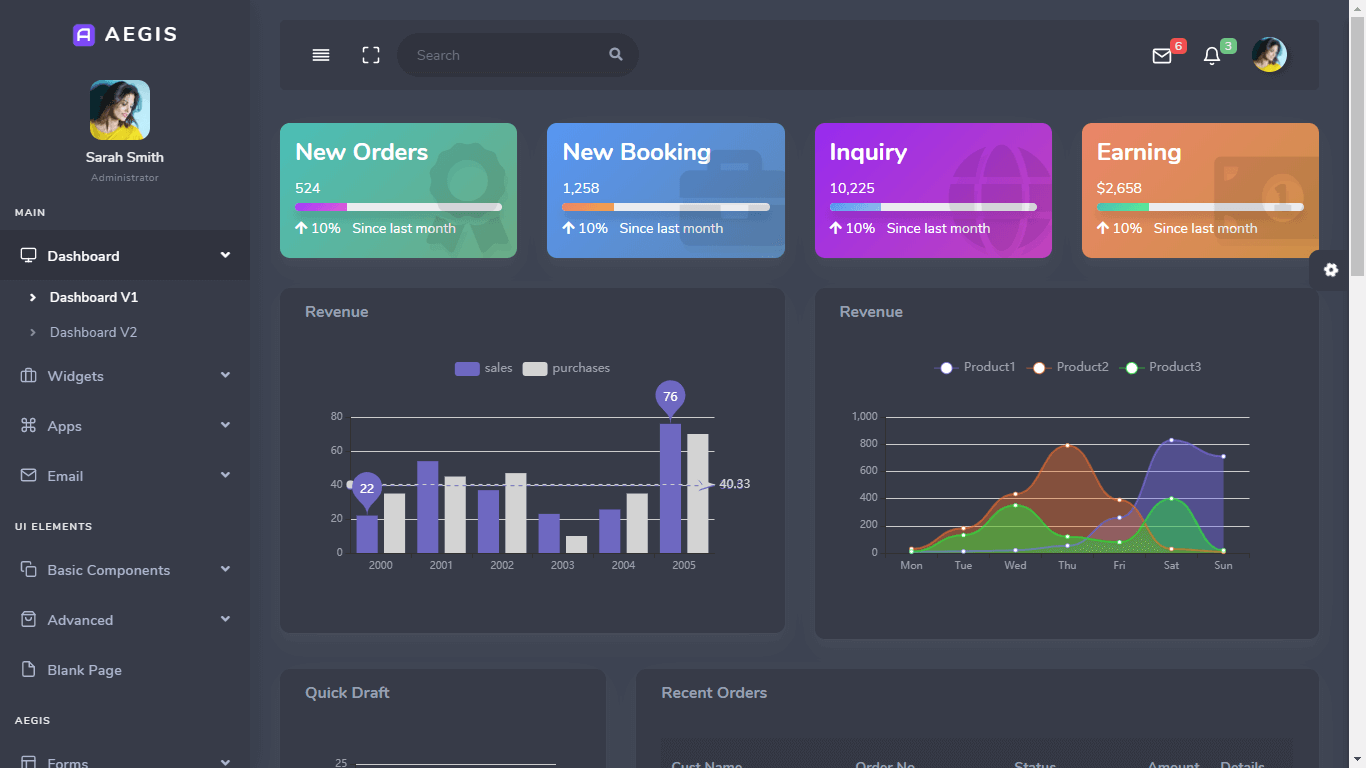 AEGIS
Sarah Smith
Administrator
MAIN
Dashboard
Dashboard V1
Dashboard V2
Widgets
Apps
Email
UI ELEMENTS
Basic Components
Advanced
Blank Page
AEGIS
Forms
Search
6
3
New Orders
524
10% Since last month
New Booking
1,258
10% Since last month
Inquiry
10,225
10% Since last month
Earning
$2,658
1
10% Since last month
Revenue
sales purchases
76
80
60
40 22 40.33
20
0
2000 2001 2002 2003 2004 2005
Revenue
Product1 Product2 Product3
1,000
800
600
400
200
0
Mon Tue Wed Thu Fri Sat Sun
Quick Draft
25
Recent Orders
Cust Name Order No Status Amount Details